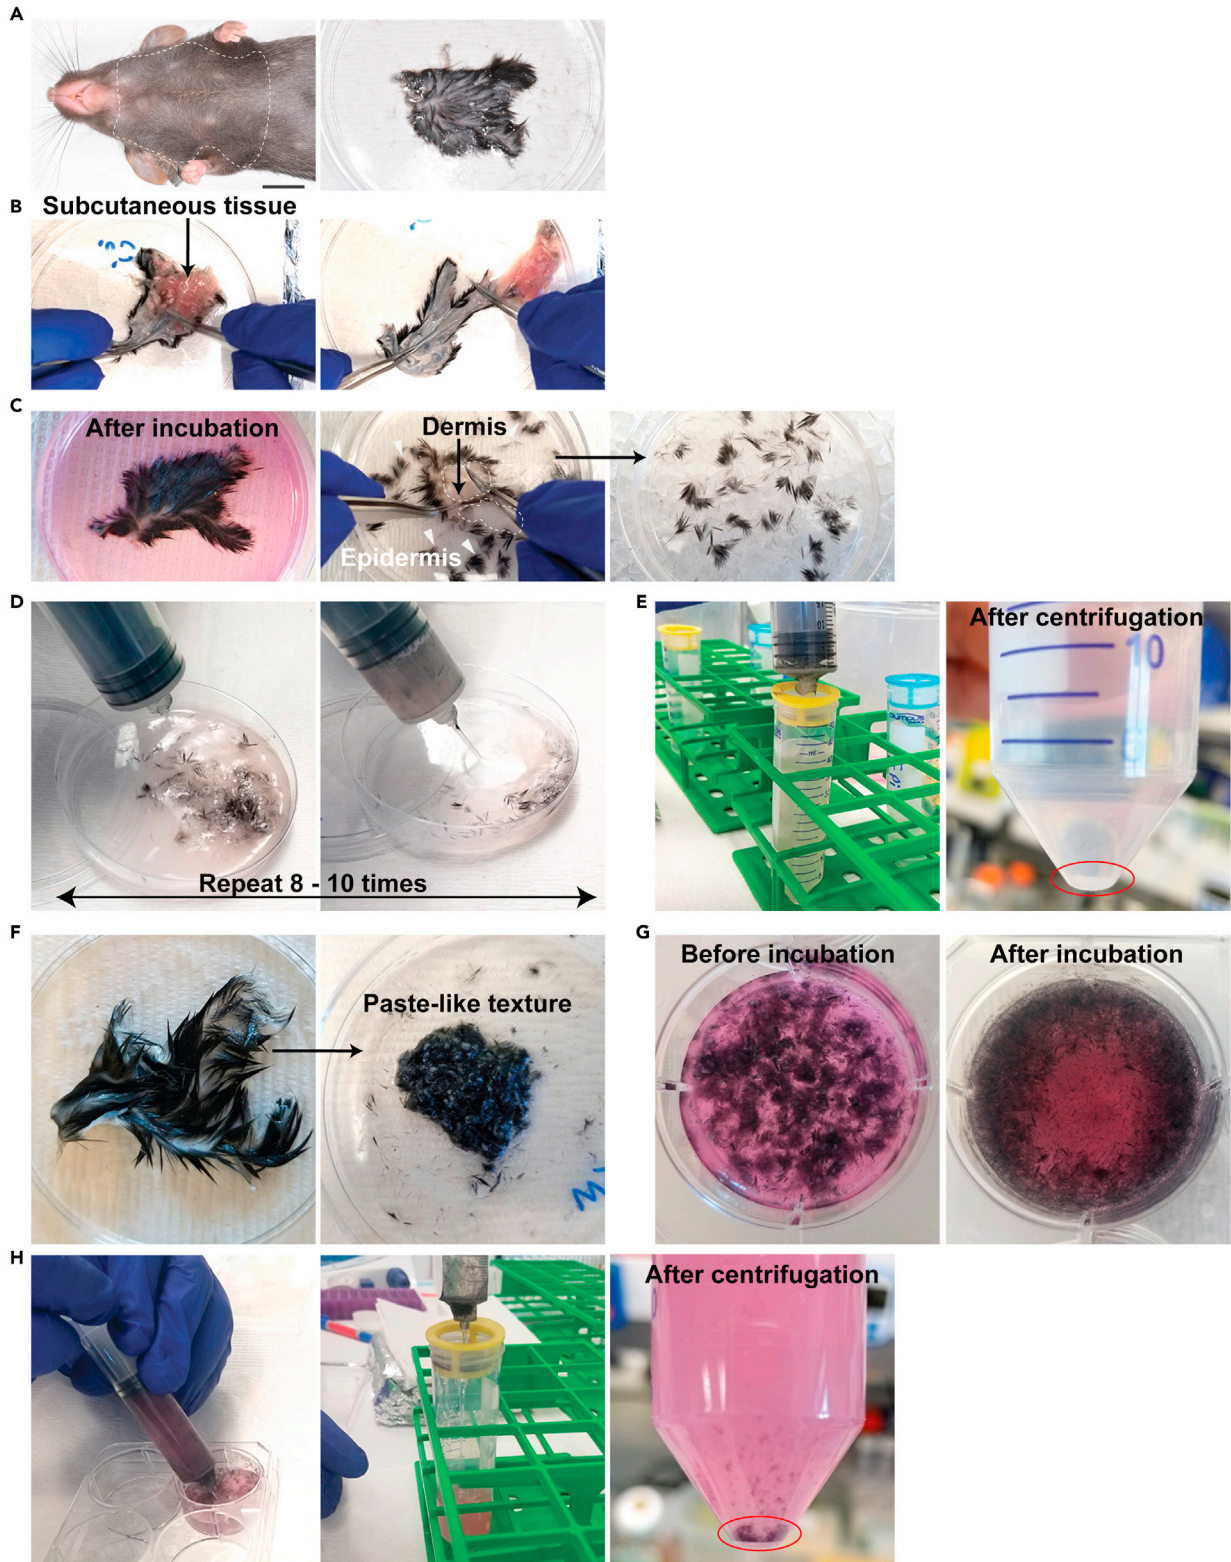 A
B
Subcutaneous tissue
C
After incubation
Dermis
Epidermis
D
Repeat 8 - 10 times
E
After centrifugation
10
F
Paste-like texture
G
Before incubation
After incubation
H
After centrifugation